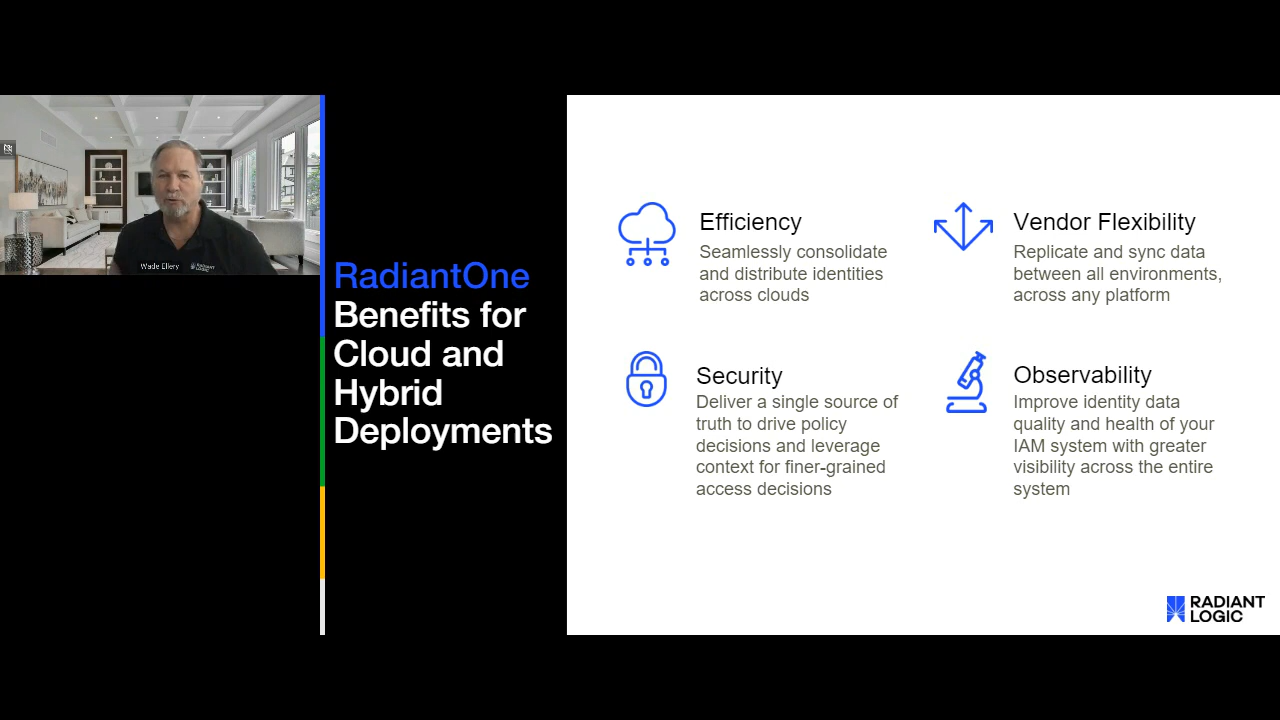 Wade Ellery
RADIANT
LOGIC
RadiantOne
Benefits for
Cloud and
Hybrid
Deployments
Efficiency
Seamlessly consolidate
and distribute identities
across clouds
Vendor Flexibility
Replicate and sync data
between all environments,
across any platform
Security
Deliver a single source of
truth to drive policy
decisions and leverage
context for finer-grained
access decisions
Observability
Improve identity data
quality and health of your
IAM system with greater
visibility across the entire
system
RADIANT
LOGIC